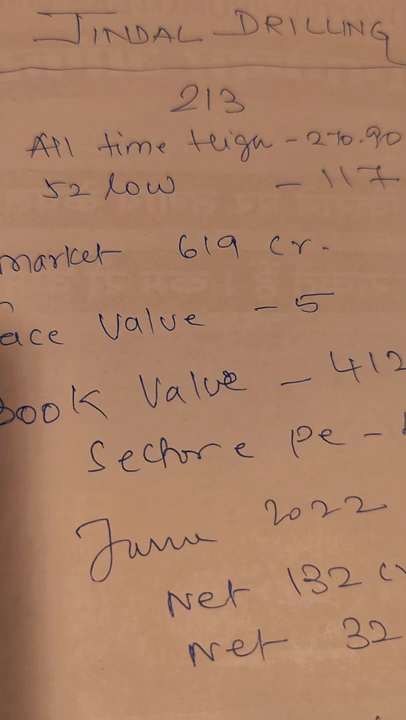 JINDAL DRILLING
213
All time High - 270.90
52 low - 117
market 619 cr.
ace Value - 5
Book Value - 412
Sectore Pe -
June 2022
Net 132 cr
Net 32